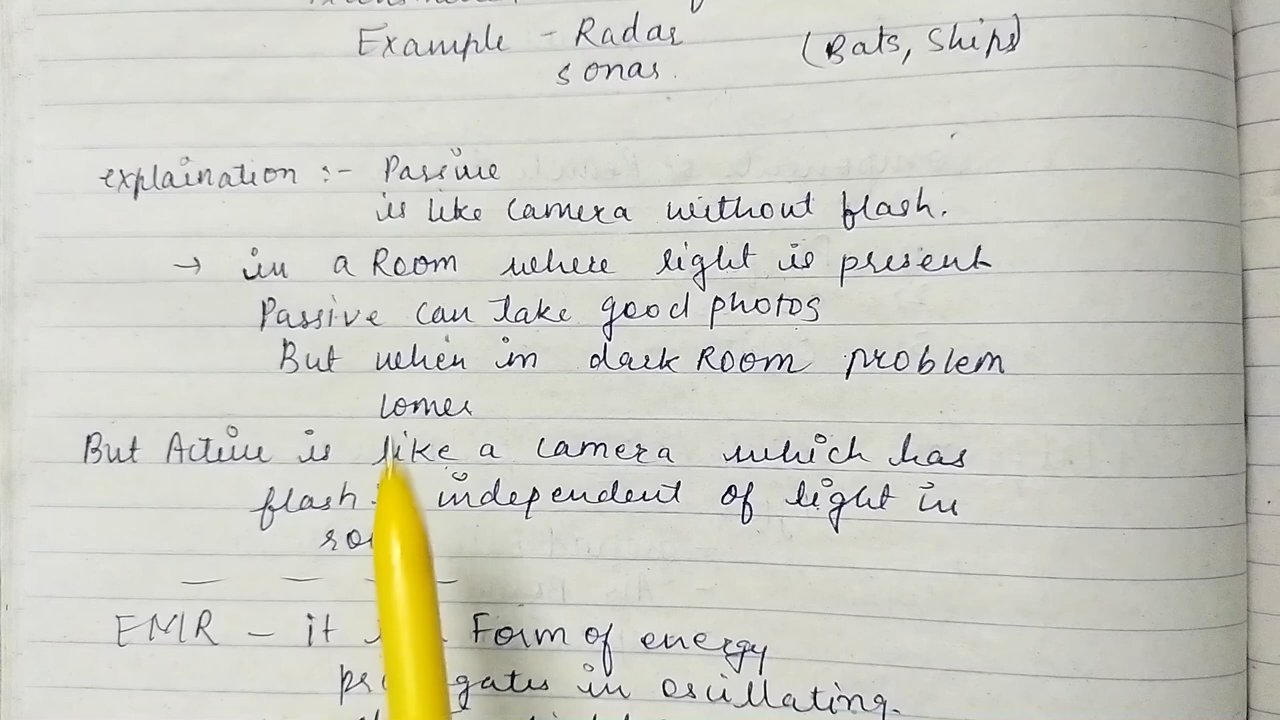 Example - Radar (Bats, Ships)
sonar.
explaination :- Passive
is like camera without flash.
→ in a Room where light is present
Passive can take good photos
But when in dark Room problem
comes
But Active is like a camera which has
flash independent of light in
EMR - it Form of energy
in oscillating.